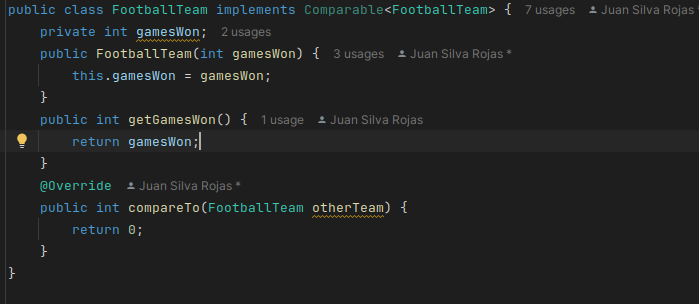 public class FootballTeam implements Comparable<FootballTeam> { 7 usages Juan Silva Rojas *
    private int gamesWon; 2 usages
    public FootballTeam(int gamesWon) { 3 usages Juan Silva Rojas *
        this.gamesWon = gamesWon;
    }
    public int getGamesWon() { 1 usage Juan Silva Rojas
        return gamesWon;
    }
    @Override Juan Silva Rojas *
    public int compareTo(FootballTeam otherTeam) {
        return 0;
    }
}